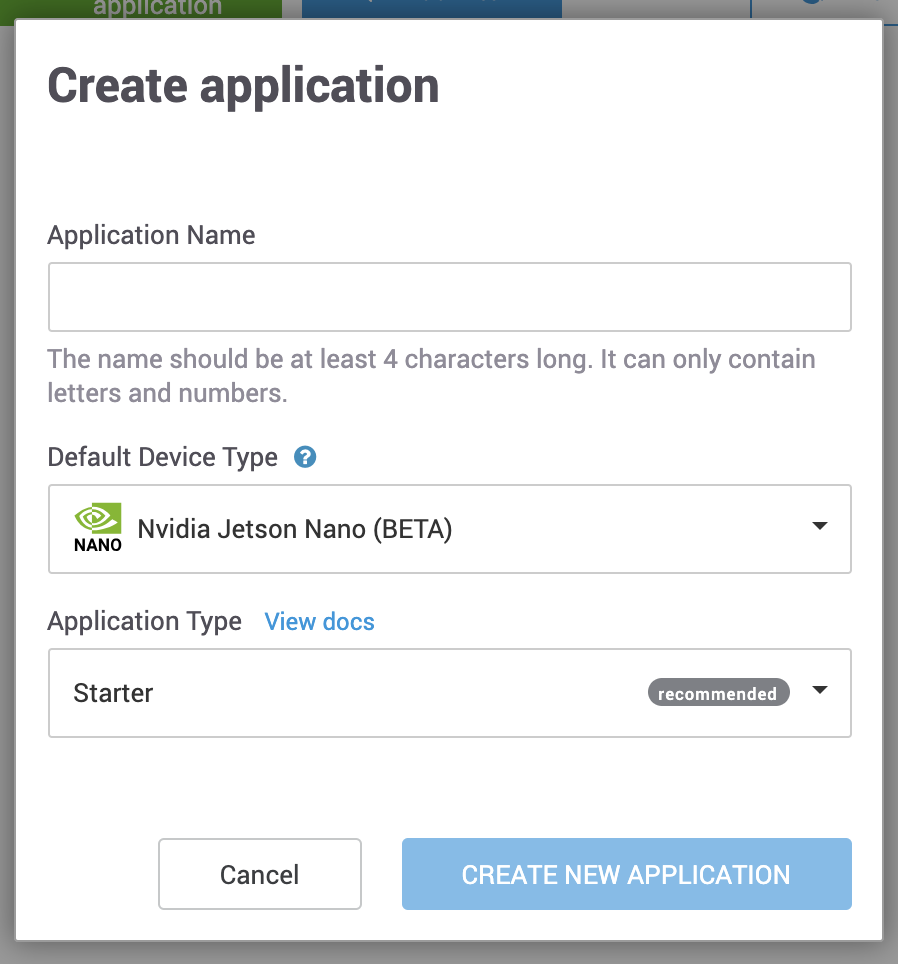 application
Create application
Application Name
The name should be at least 4 characters long. It can only contain
letters and numbers.
Default Device Type ?
NANO Nvidia Jetson Nano (BETA)
Application Type View docs
Starter recommended
Cancel CREATE NEW APPLICATION